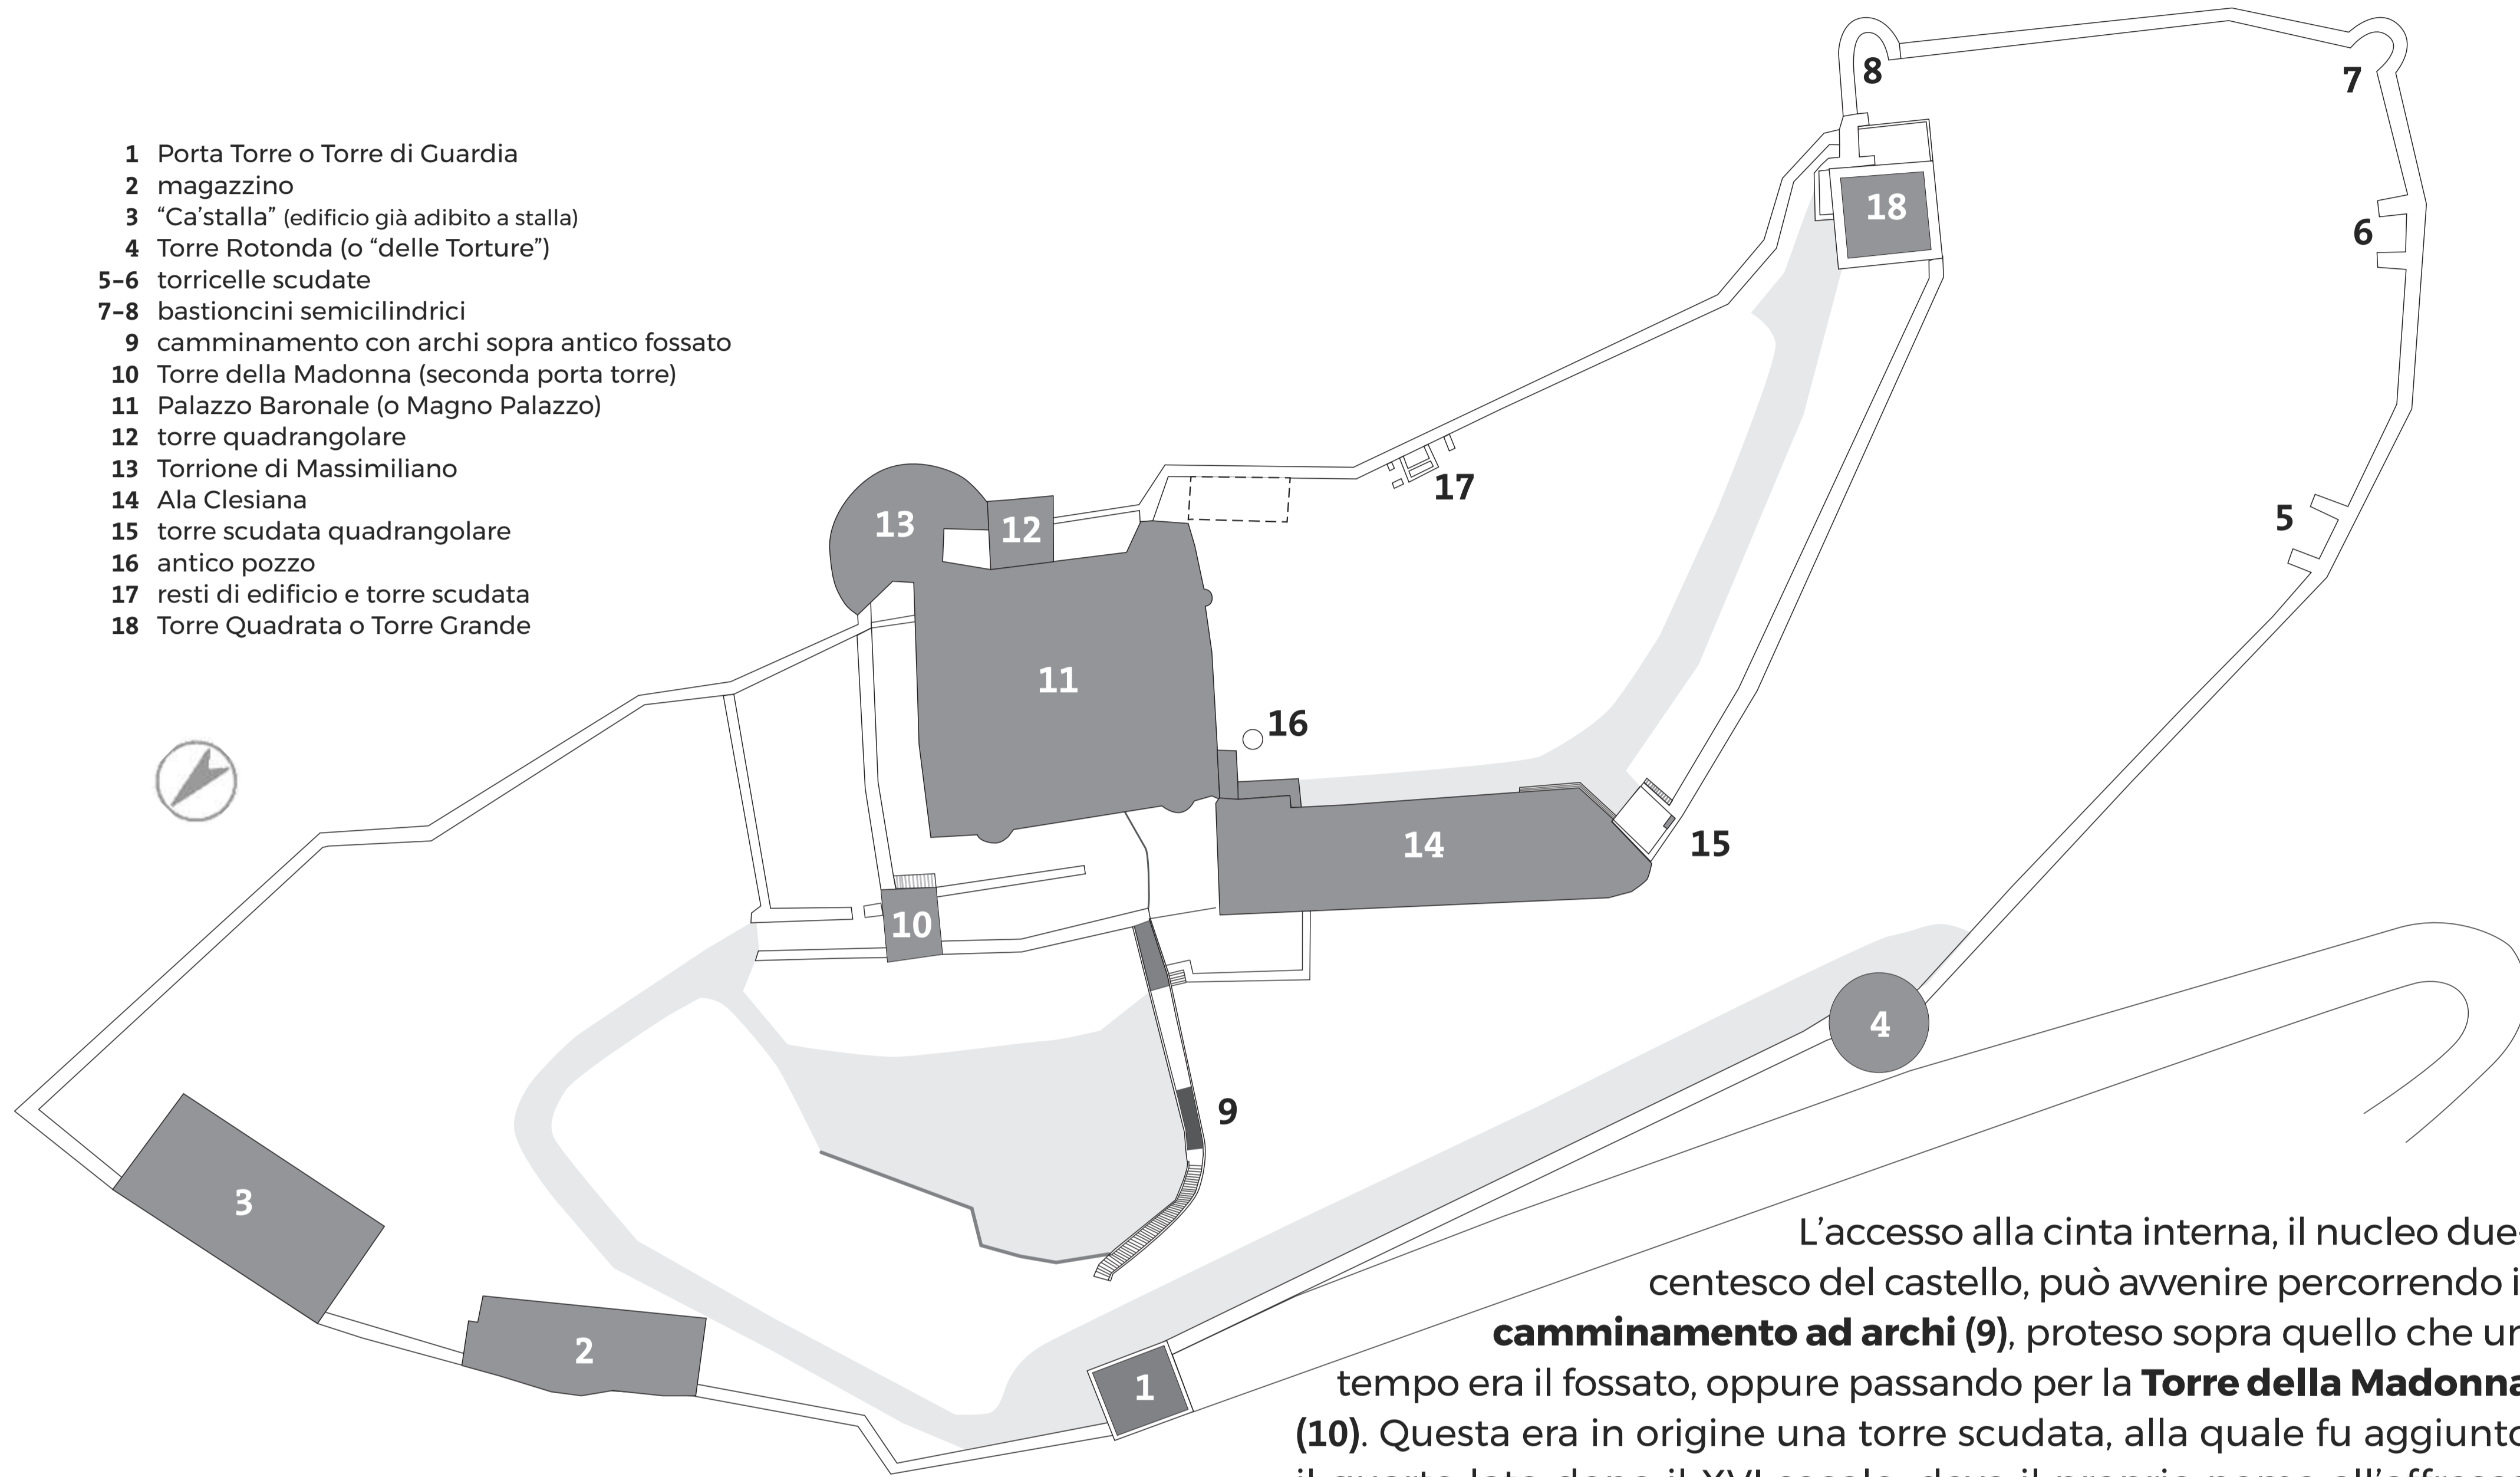 1 Porta Torre o Torre di Guardia
2 magazzino
3 “Ca’stalla” (edificio già adibito a stalla)
4 Torre Rotonda (o “delle Torture”)
5–6 torricelle scudate
7–8 bastioncini semicilindrici
9 camminamento con archi sopra antico fossato
10 Torre della Madonna (seconda porta torre)
11 Palazzo Baronale (o Magno Palazzo)
12 torre quadrangolare
13 Torrione di Massimiliano
14 Ala Clesiana
15 torre scudata quadrangolare
16 antico pozzo
17 resti di edificio e torre scudata
18 Torre Quadrata o Torre Grande
8
7
18
6
17
5
13
12
11
16
14
15
10
4
9
3
2
1
L’accesso alla cinta interna, il nucleo due
centesco del castello, può avvenire percorrendo i
camminamento ad archi (9), proteso sopra quello che un
tempo era il fossato, oppure passando per la Torre della Madonna
(10). Questa era in origine una torre scudata, alla quale fu aggiunto